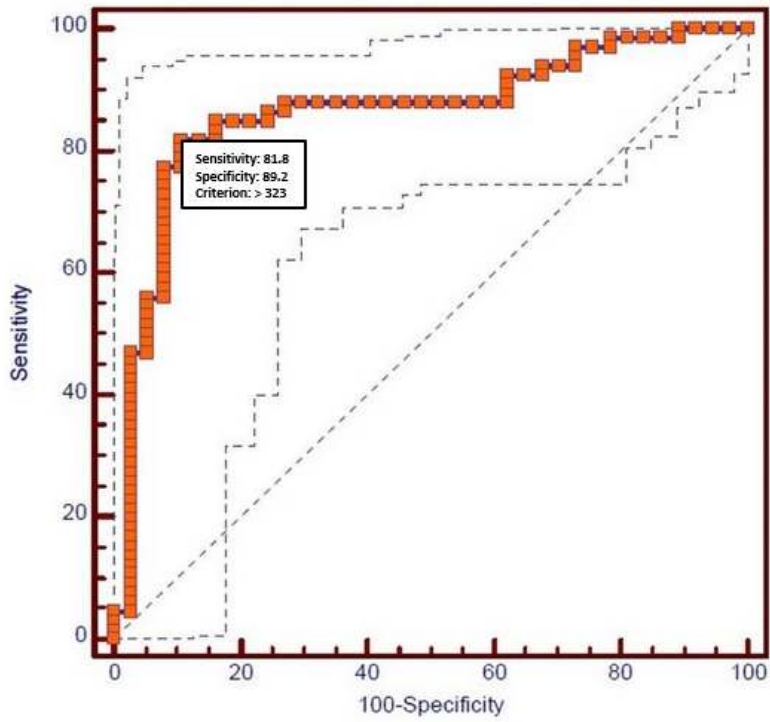 100
80
Sensitivity: 81.8
Specificity: 89.2
Criterion: > 323
60
Sensitivity
40
20
0
0 20 40 60 80 100
100-Specificity